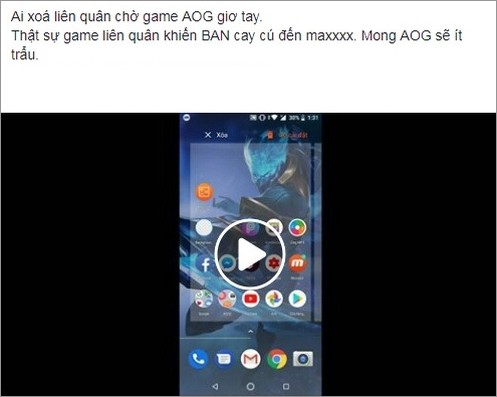 Ai xoá liên quân chờ game AOG giơ tay.
Thật sự game liên quân khiến BAN cay cú đến maxxxx. Mong AOG sẽ ít
trẩu.
30% 1:31
Xóa